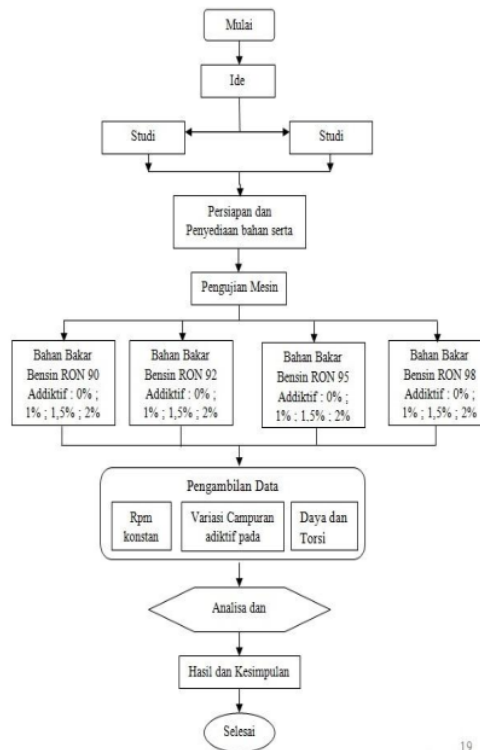 Mulai
Ide
Studi
Studi
Persiapan dan
Penyediaan bahan serta
Pengujian Mesin
Bahan Bakar
Bensin RON 90
Addiktif : 0% ;
1% ; 1,5% ; 2%
Bahan Bakar
Bensin RON 92
Addiktif : 0% ;
1% ; 1,5% ; 2%
Bahan Bakar
Bensin RON 95
Addiktif : 0% ;
1% ; 1.5% ; 2%
Bahan Bakar
Bensin RON 98
Addiktif : 0% ;
1% ; 1,5% ; 2%
Pengambilan Data
Rpm
konstan
Variasi Campuran
adiktif pada
Daya dan
Torsi
Analisa dan
Hasil dan Kesimpulan
Selesai
19